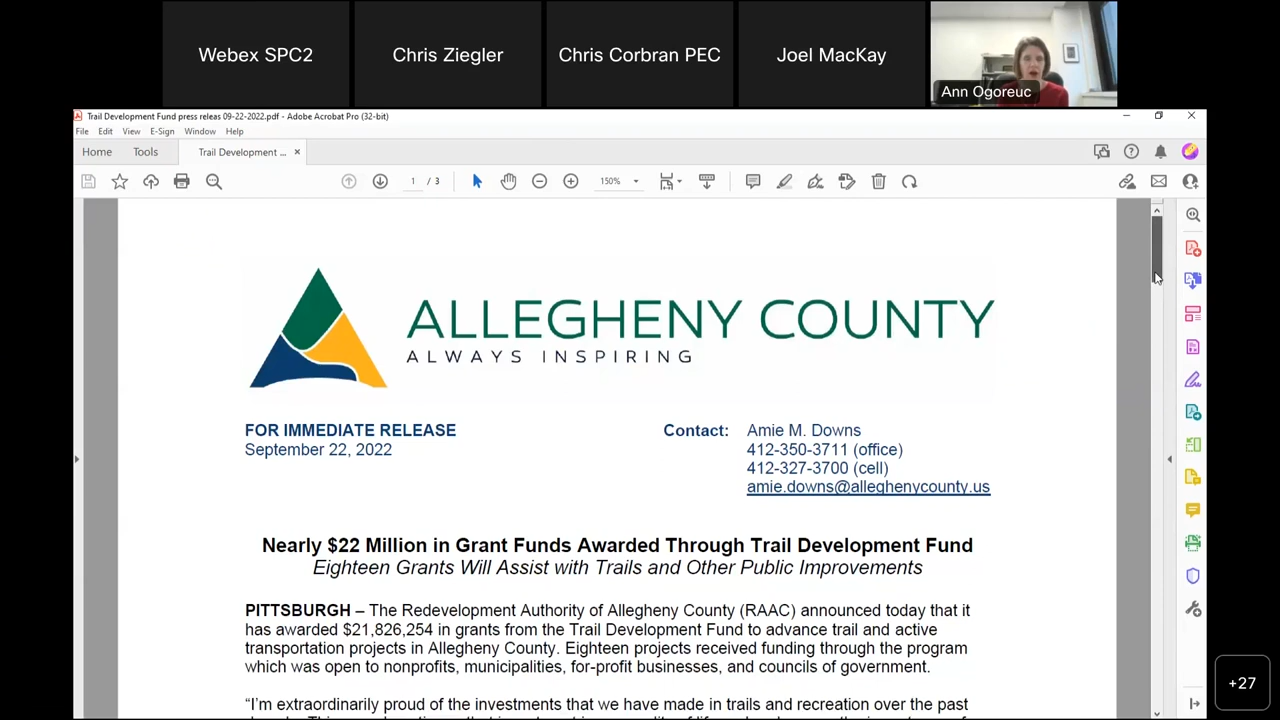 Webex SPC2
Chris Ziegler
Chris Corbran PEC
Joel MacKay
Ann Ogoreuc
Trail Development Fund press releas 09-22-2022.pdf - Adobe Acrobat Pro (32-bit)
File Edit View E-Sign Window Help
Home Tools Trail Development ... ×
1 / 3 150%
ALLEGHENY COUNTY
ALWAYS INSPIRING
FOR IMMEDIATE RELEASE Contact: Amie M. Downs
September 22, 2022 412-350-3711 (office)
412-327-3700 (cell)
amie.downs@alleghenycounty.us
Nearly $22 Million in Grant Funds Awarded Through Trail Development Fund
Eighteen Grants Will Assist with Trails and Other Public Improvements
PITTSBURGH – The Redevelopment Authority of Allegheny County (RAAC) announced today that it
has awarded $21,826,254 in grants from the Trail Development Fund to advance trail and active
transportation projects in Allegheny County. Eighteen projects received funding through the program
which was open to nonprofits, municipalities, for-profit businesses, and councils of government.
“I’m extraordinarily proud of the investments that we have made in trails and recreation over the past
+27